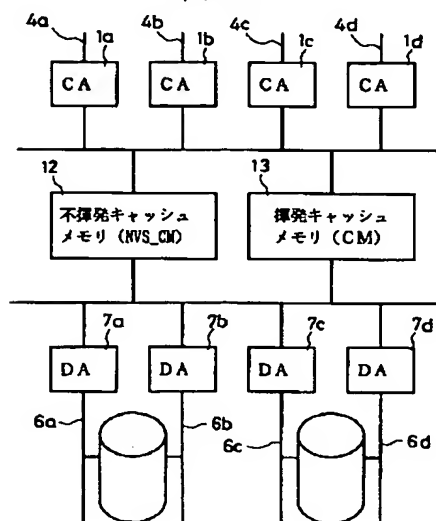 4a 1a 4b 1b 4c 1c 4d 1d
CA CA CA CA
12 13
不揮発キャッシュ 揮発キャッシュ
メモリ(NVS_CM) メモリ(CM)
7a 7b 7c 7d
DA DA DA DA
6a 6b 6c 6d